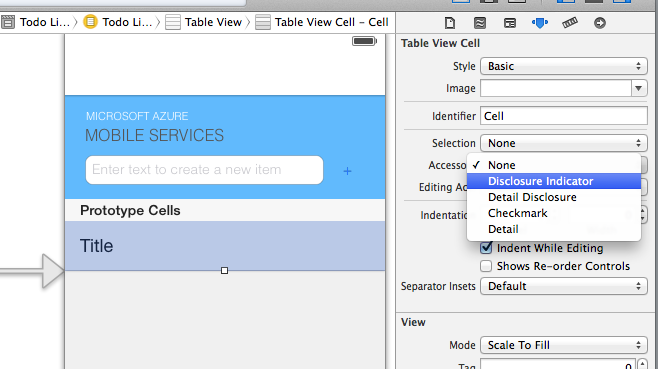 Todo Li... Todo Li... Table View Table View Cell – Cell
MICROSOFT AZURE
MOBILE SERVICES
Enter text to create a new item +
Prototype Cells
Title
Table View Cell
Style Basic
Image
Identifier Cell
Selection None
Accesso
✓ None
Disclosure Indicator
Detail Disclosure
Checkmark
Detail
Editing Ac
Indentatio
Indent While Editing
Shows Re-order Controls
Separator Insets Default
View
Mode Scale To Fill
Tag 0